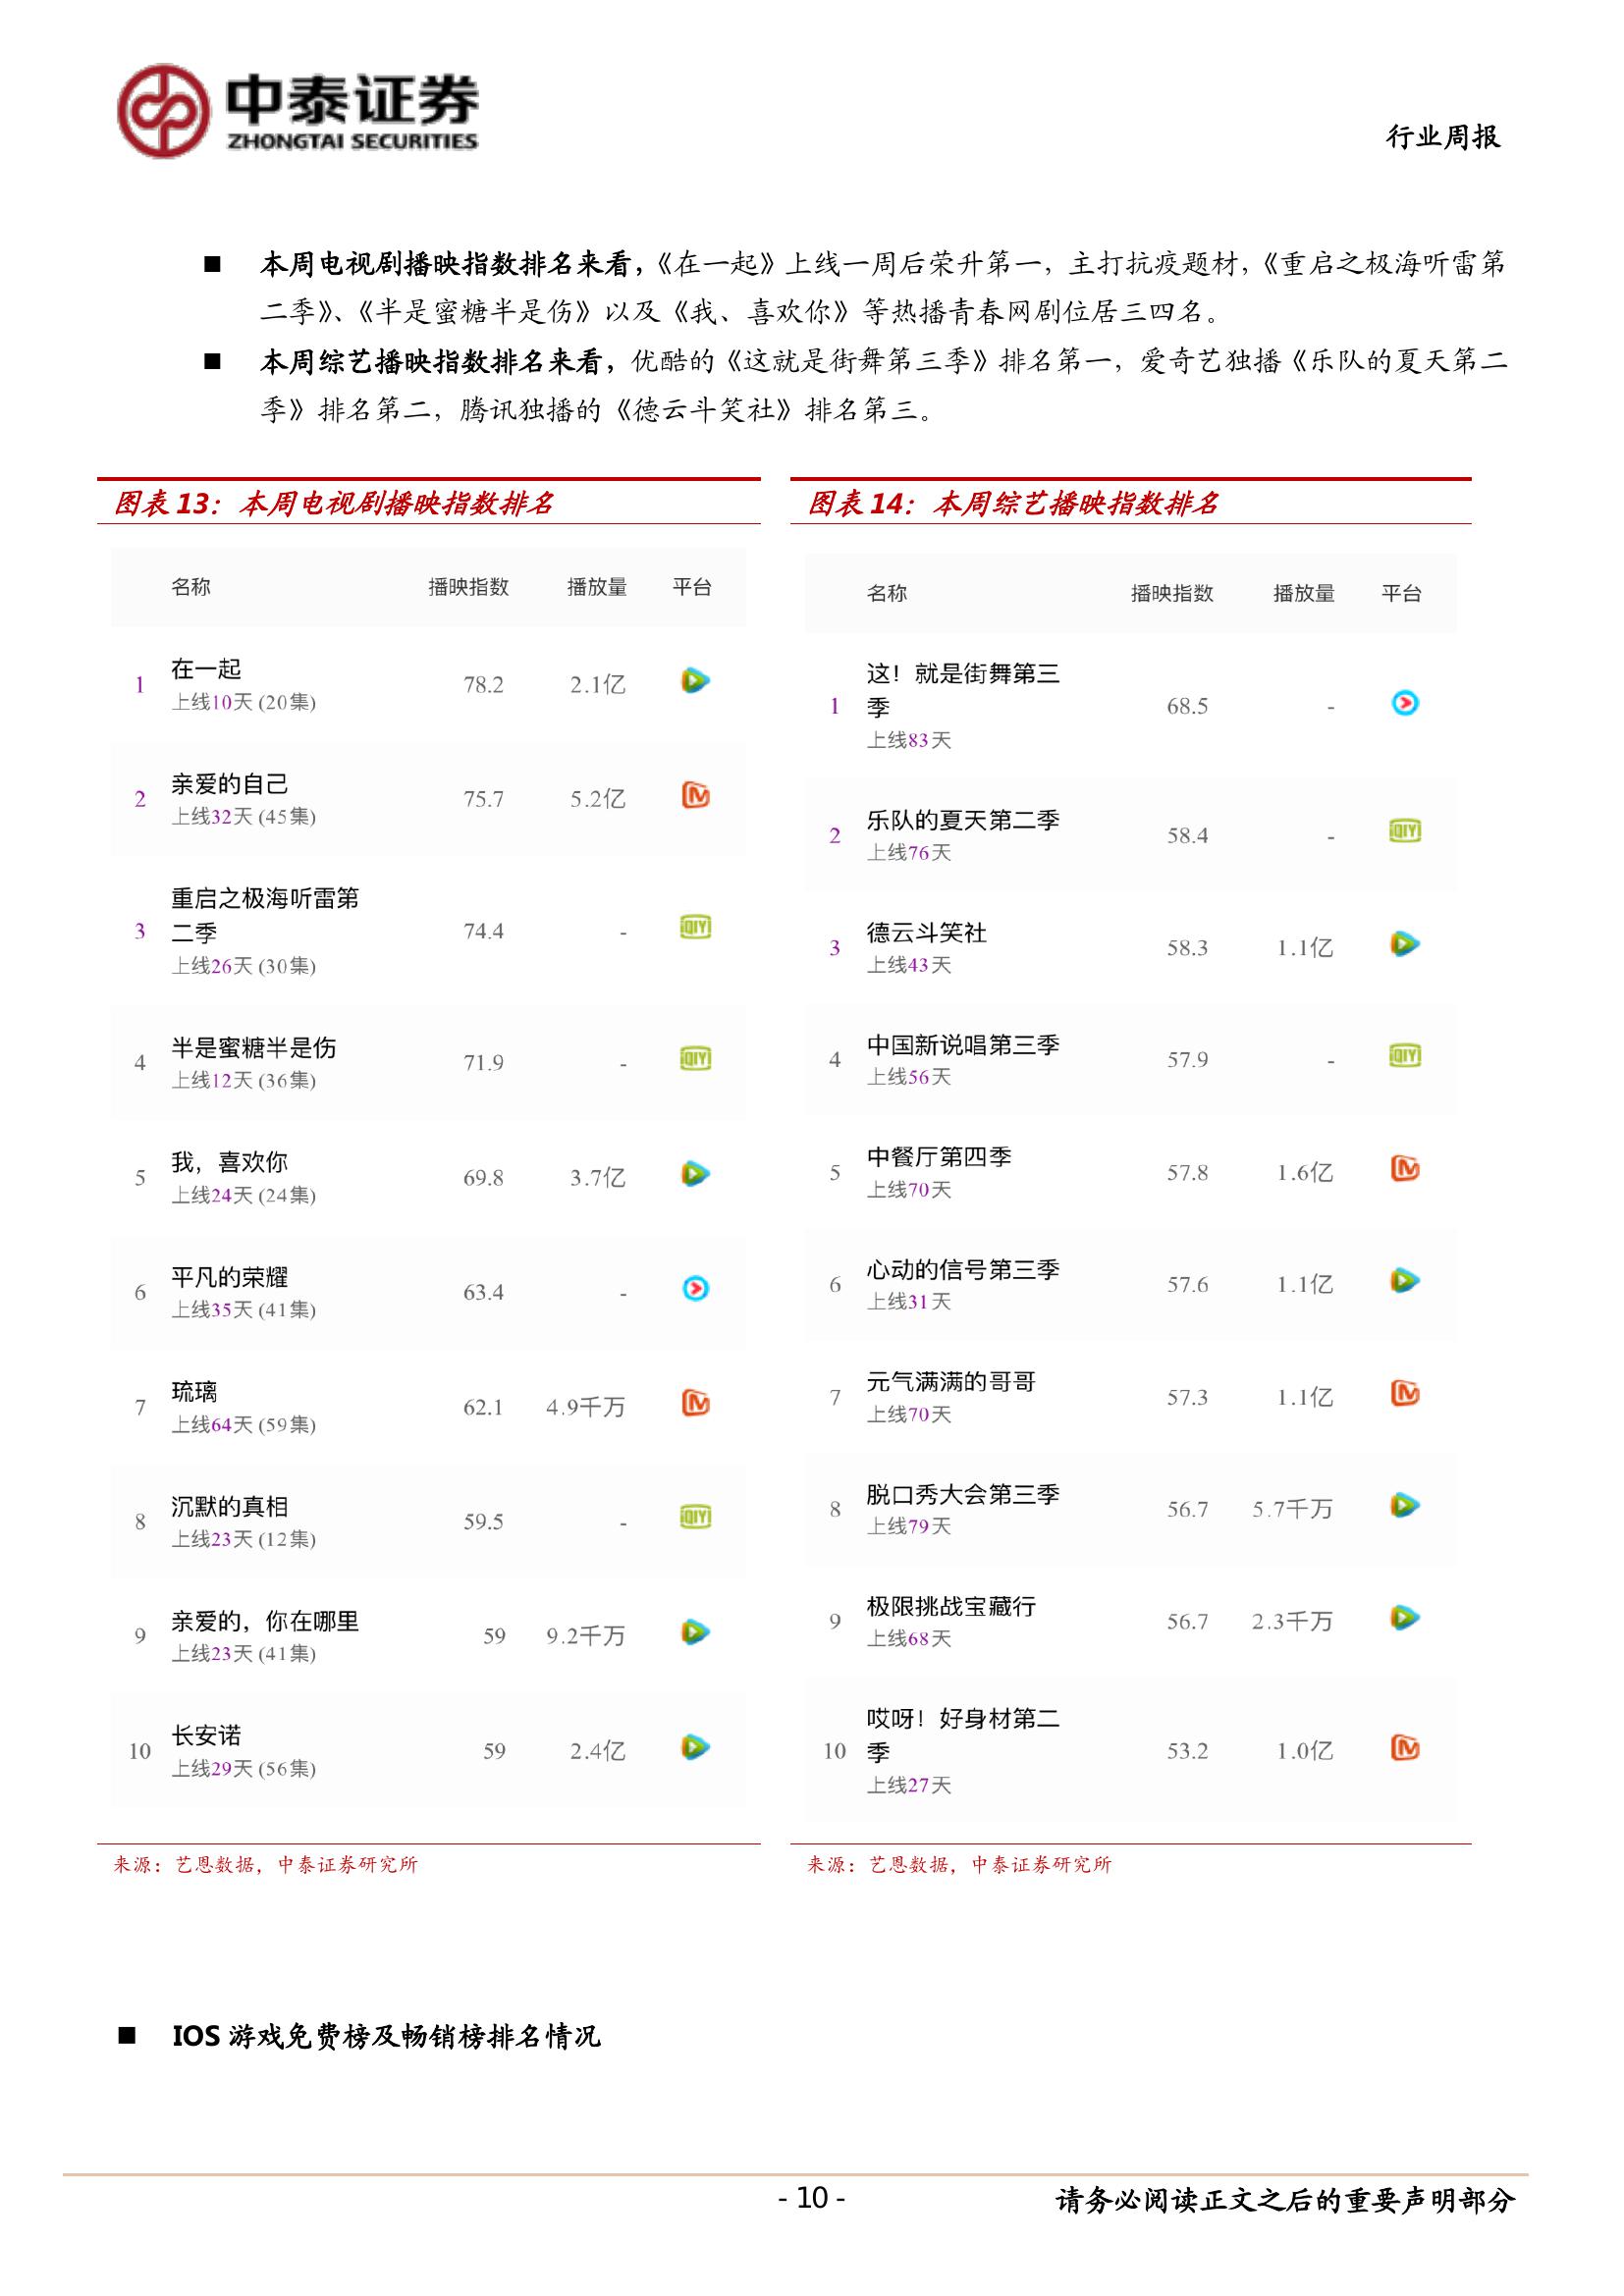 中泰证券
ZHONGTAI SECURITIES
行业周报
■ 本周电视剧播映指数排名来看，《在一起》上线一周后荣升第一，主打抗疫题材，《重启之极海听雷第
二季》、《半是蜜糖半是伤》以及《我、喜欢你》等热播青春网剧位居三四名。
■ 本周综艺播映指数排名来看，优酷的《这就是街舞第三季》排名第一，爱奇艺独播《乐队的夏天第二
季》排名第二，腾讯独播的《德云斗笑社》排名第三。
图表 13：本周电视剧播映指数排名
名称 播映指数 播放量 平台
1 在一起 78.2 2.1亿
上线10天 (20集)
2 亲爱的自己 75.7 5.2亿
上线32天 (45集)
重启之极海听雷第
3 二季 74.4 - iQIYI
上线26天 (30集)
4 半是蜜糖半是伤 71.9 - iQIYI
上线12天 (36集)
5 我，喜欢你 69.8 3.7亿
上线24天 (24集)
6 平凡的荣耀 63.4 -
上线35天 (41集)
7 琉璃 62.1 4.9千万
上线64天 (59集)
8 沉默的真相 59.5 - iQIYI
上线23天 (12集)
9 亲爱的，你在哪里 59 9.2千万
上线23天 (41集)
10 长安诺 59 2.4亿
上线29天 (56集)
来源：艺恩数据，中泰证券研究所
图表 14：本周综艺播映指数排名
名称 播映指数 播放量 平台
这！就是街舞第三
1 季 68.5 -
上线83天
2 乐队的夏天第二季 58.4 - iQIYI
上线76天
3 德云斗笑社 58.3 1.1亿
上线43天
4 中国新说唱第三季 57.9 - iQIYI
上线56天
5 中餐厅第四季 57.8 1.6亿
上线70天
6 心动的信号第三季 57.6 1.1亿
上线31天
7 元气满满的哥哥 57.3 1.1亿
上线70天
8 脱口秀大会第三季 56.7 5.7千万
上线79天
9 极限挑战宝藏行 56.7 2.3千万
上线68天
哎呀！好身材第二
10 季 53.2 1.0亿
上线27天
来源：艺恩数据，中泰证券研究所
■ IOS 游戏免费榜及畅销榜排名情况
- 10 -
请务必阅读正文之后的重要声明部分